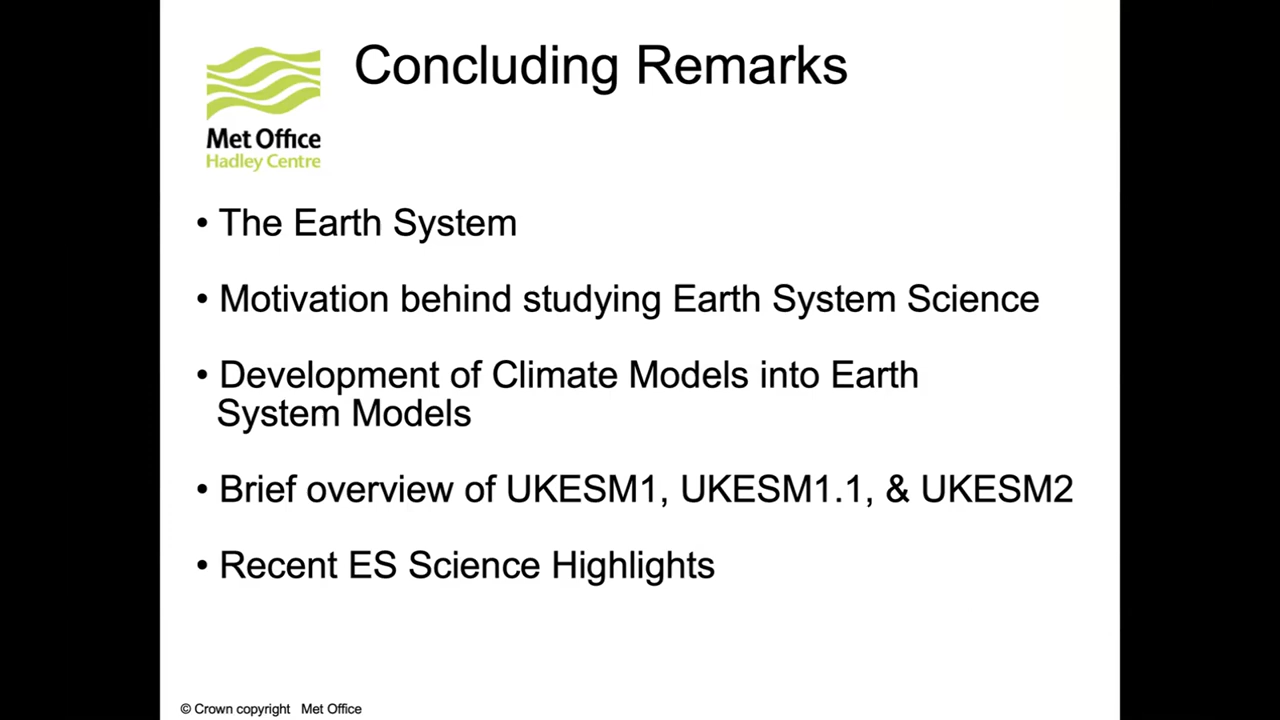 Concluding Remarks
Met Office
Hadley Centre
• The Earth System
• Motivation behind studying Earth System Science
• Development of Climate Models into Earth
System Models
• Brief overview of UKESM1, UKESM1.1, & UKESM2
• Recent ES Science Highlights
© Crown copyright Met Office